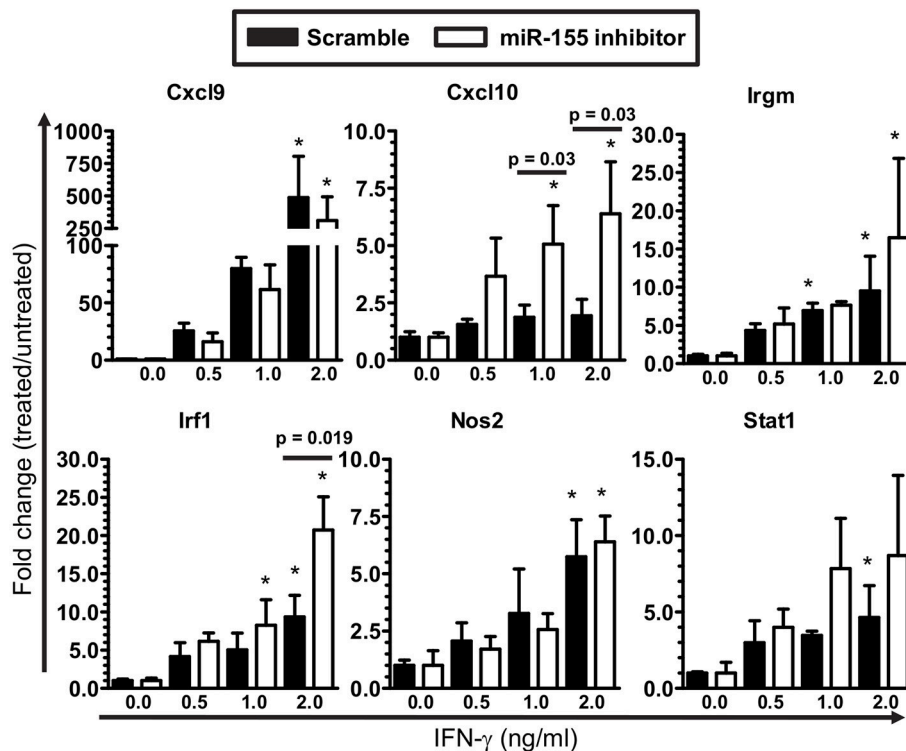 Scramble miR-155 inhibitor
Cxcl9 Cxcl10 Irgm
p = 0.03
p = 0.03
1000
750
500
250
100
50
0
* *
0.0 0.5 1.0 2.0
10.0
7.5
5.0
2.5
0.0
* *
0.0 0.5 1.0 2.0
30.0
25.0
20.0
15.0
10.0
5.0
0.0
* * *
0.0 0.5 1.0 2.0
Fold change (treated/untreated)
Irf1 Nos2 Stat1
p = 0.019
30.0
25.0
20.0
15.0
10.0
5.0
0.0
* * *
0.0 0.5 1.0 2.0
10.0
7.5
5.0
2.5
0.0
* *
0.0 0.5 1.0 2.0
15.0
10.0
5.0
0.0
*
0.0 0.5 1.0 2.0
IFN-γ (ng/ml)